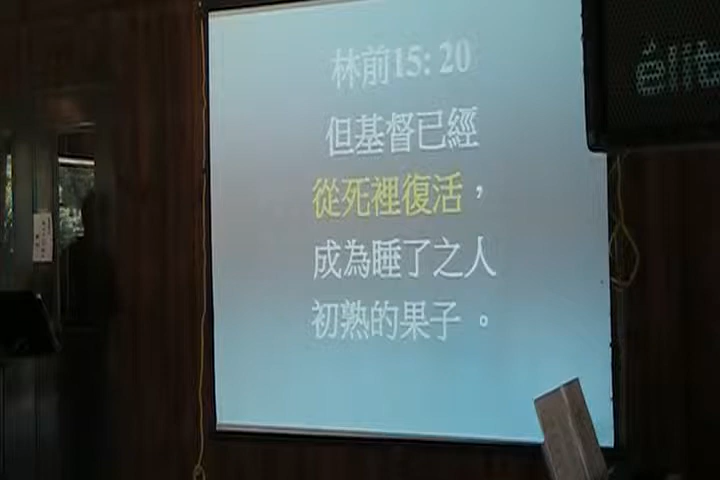 林前15: 20
但基督已經
從死裡復活，
成為睡了之人
初熟的果子。